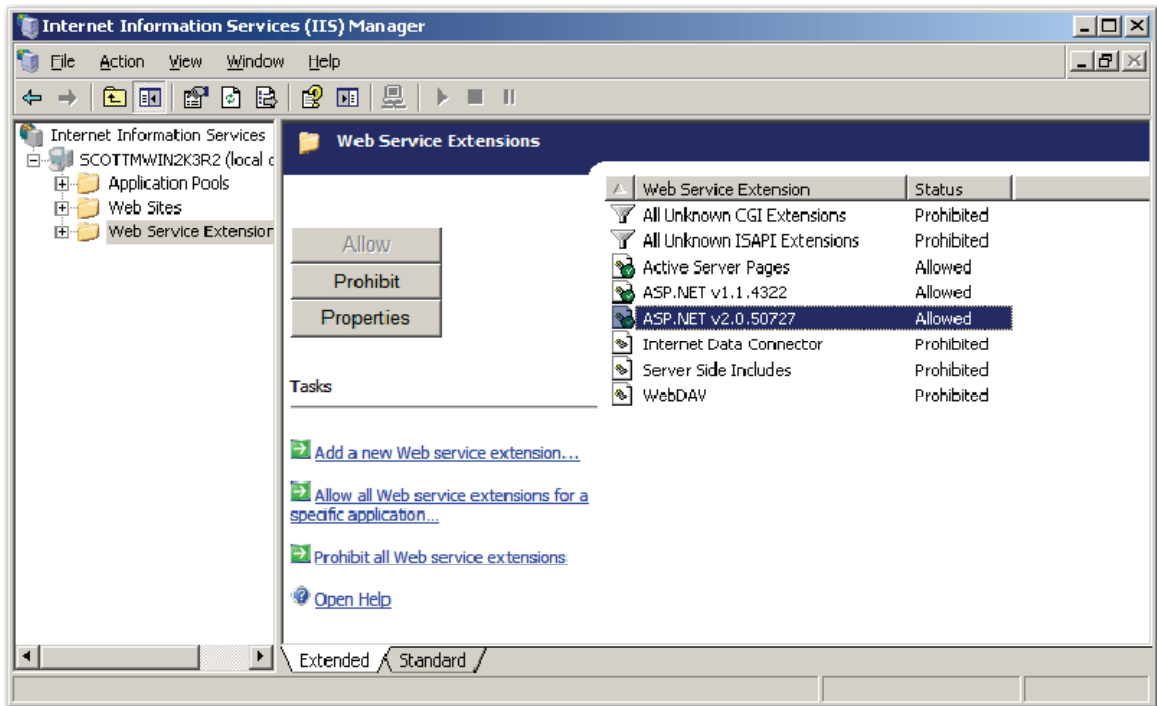 Internet Information Services (IIS) Manager
File Action View Window Help
Internet Information Services
SCOTTMWIN2K3R2 (local c
Application Pools
Web Sites
Web Service Extension
Web Service Extensions
Allow
Prohibit
Properties
Tasks
Add a new Web service extension...
Allow all Web service extensions for a
specific application...
Prohibit all Web service extensions
Open Help
Web Service Extension Status
All Unknown CGI Extensions Prohibited
All Unknown ISAPI Extensions Prohibited
Active Server Pages Allowed
ASP.NET v1.1.4322 Allowed
ASP.NET v2.0.50727 Allowed
Internet Data Connector Prohibited
Server Side Includes Prohibited
WebDAV Prohibited
Extended Standard